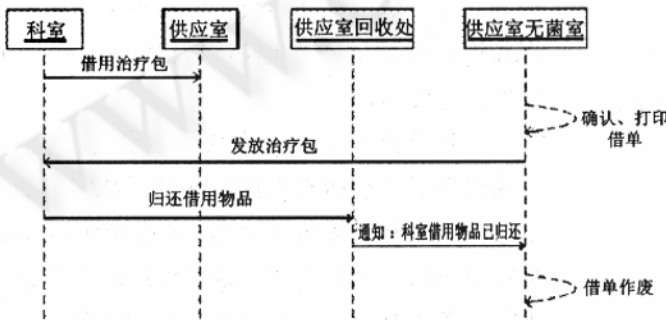 科室
供应室
供应室回收处
供应室无菌室
借用治疗包
确认、打印
借单
发放治疗包
归还借用物品
通知：科室借用物品已归还
借单作废